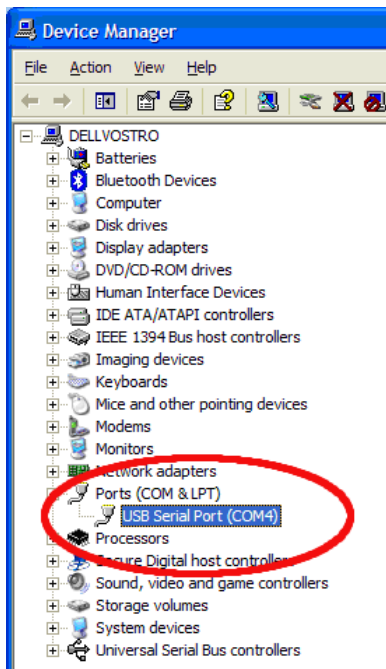 Device Manager
File Action View Help
DELLVOSTRO
Batteries
Bluetooth Devices
Computer
Disk drives
Display adapters
DVD/CD-ROM drives
Human Interface Devices
IDE ATA/ATAPI controllers
IEEE 1394 Bus host controllers
Imaging devices
Keyboards
Mice and other pointing devices
Modems
Monitors
Network adapters
Ports (COM & LPT)
USB Serial Port (COM4)
Processors
Secure Digital host controllers
Sound, video and game controllers
Storage volumes
System devices
Universal Serial Bus controllers